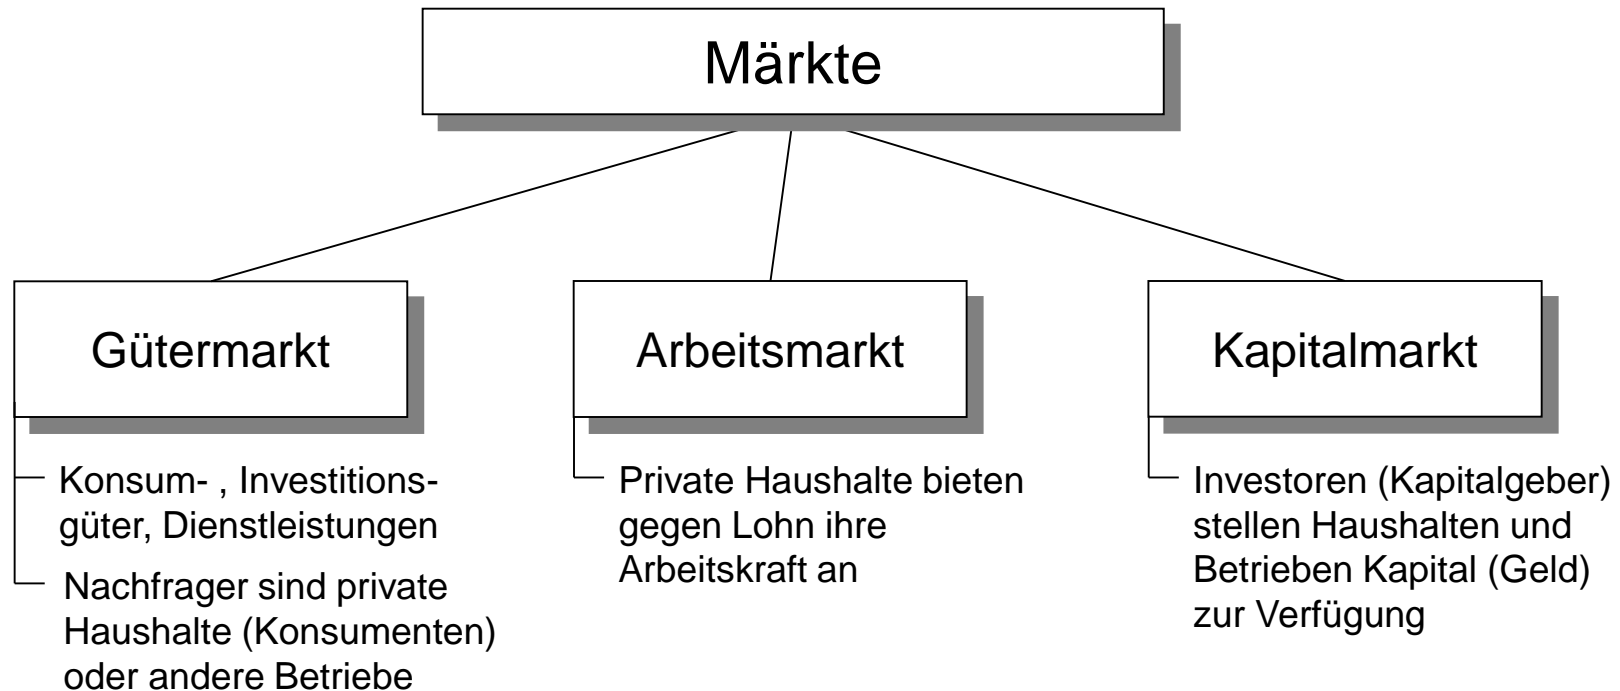 Märkte
Gütermarkt
Konsum- , Investitions-
güter, Dienstleistungen
Nachfrager sind private
Haushalte (Konsumenten)
oder andere Betriebe
Arbeitsmarkt
Private Haushalte bieten
gegen Lohn ihre
Arbeitskraft an
Kapitalmarkt
Investoren (Kapitalgeber)
stellen Haushalten und
Betrieben Kapital (Geld)
zur Verfügung